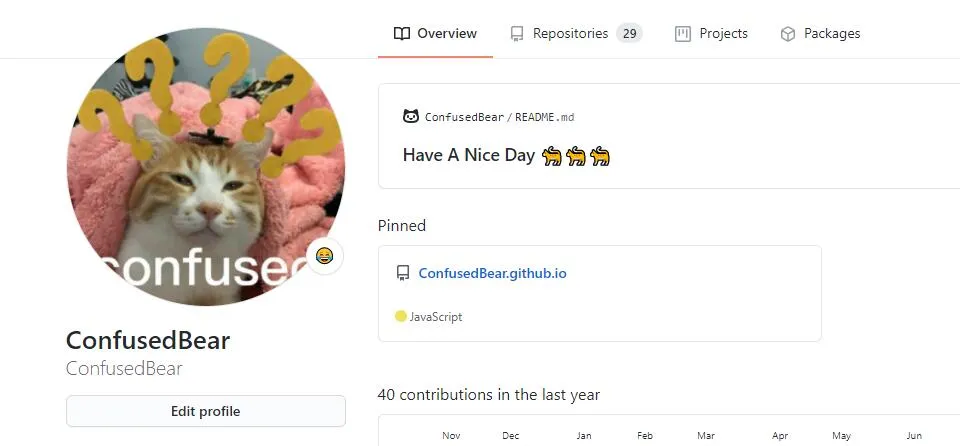 Overview
Repositories 29
Projects
Packages
ConfusedBear/README.md
Have A Nice Day 🐈🐈🐈
Pinned
ConfusedBear.github.io
JavaScript
confused
ConfusedBear
ConfusedBear
Edit profile
40 contributions in the last year
Nov Dec Jan Feb Mar Apr May Jun